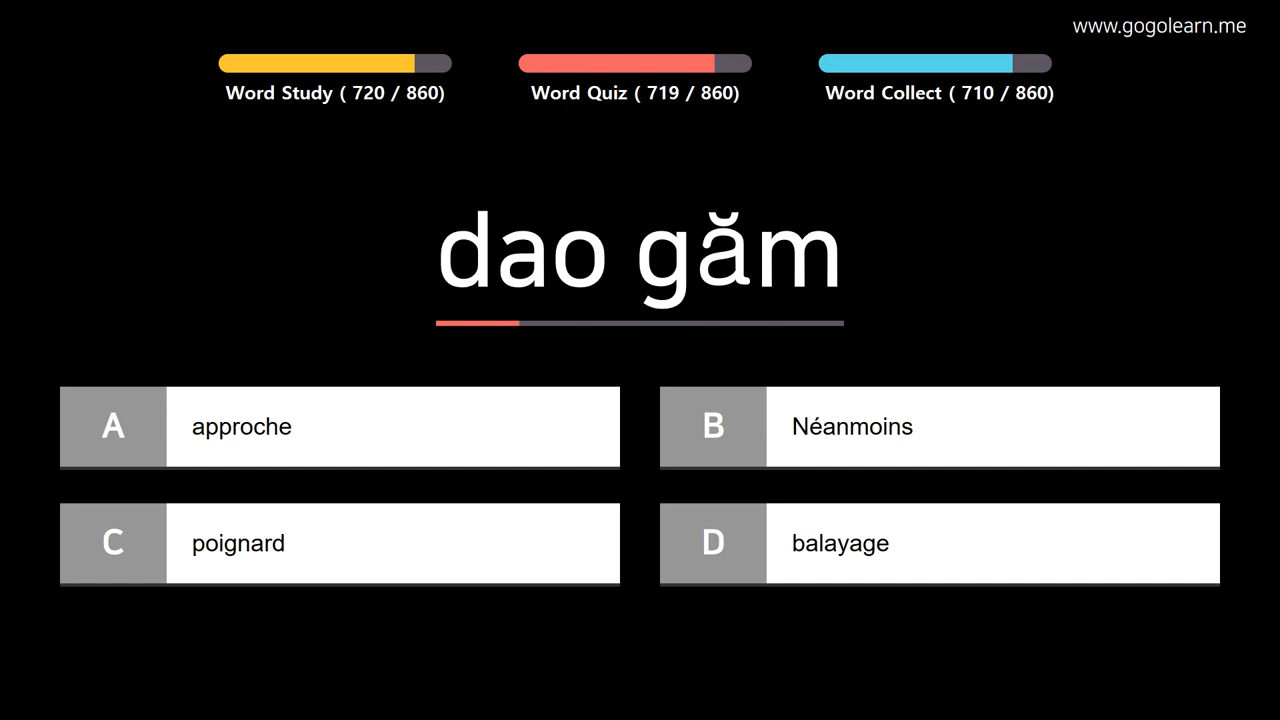 www.gogolearn.me
Word Study ( 720 / 860)
Word Quiz ( 719 / 860)
Word Collect ( 710 / 860)
dao găm
A approche
B Néanmoins
C poignard
D balayage